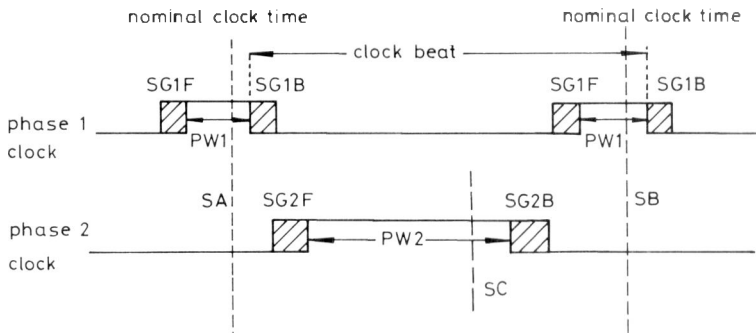 nominal clock time
nominal clock time
clock beat
SG1F
SG1B
SG1F
SG1B
phase 1
clock
PW1
PW1
SA
SG2F
SG2B
SB
phase 2
clock
PW2
SC